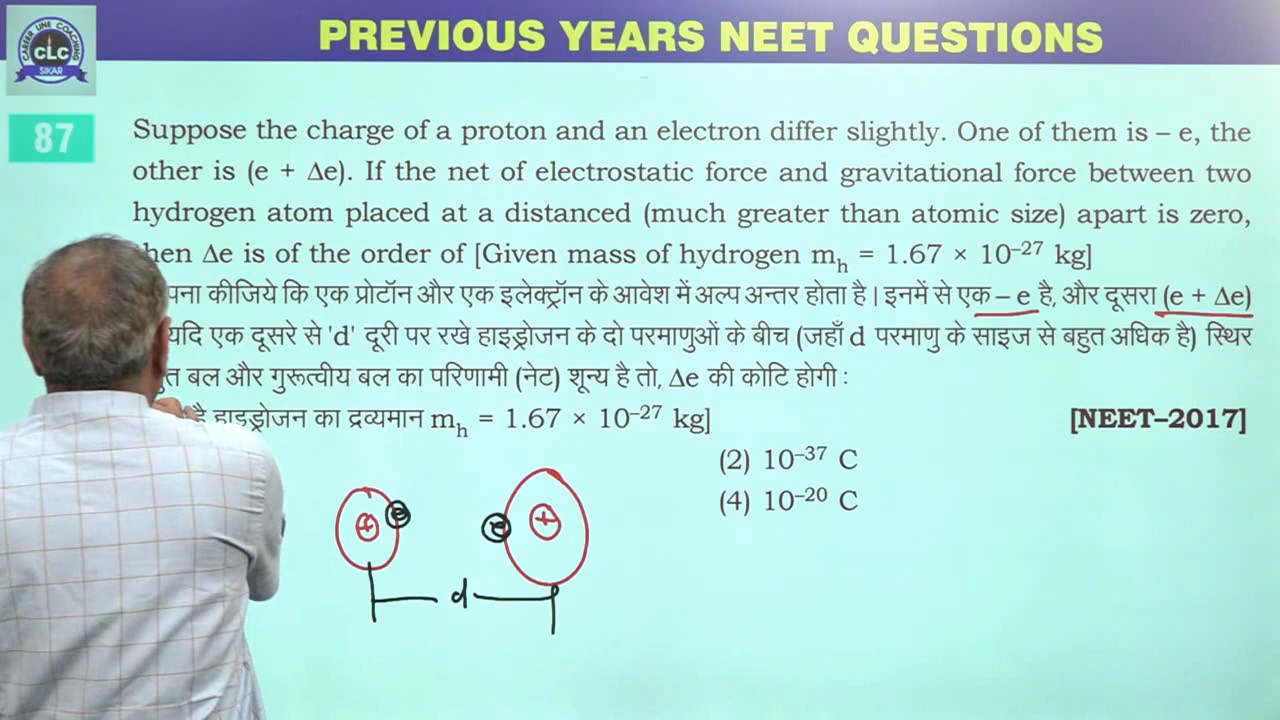 PREVIOUS YEARS NEET QUESTIONS
CAREER LINE COACHING
CLC
SIKAR
87
Suppose the charge of a proton and an electron differ slightly. One of them is – e, the
other is (e + Δe). If the net of electrostatic force and gravitational force between two
hydrogen atom placed at a distanced (much greater than atomic size) apart is zero,
then Δe is of the order of [Given mass of hydrogen mₕ = 1.67 × 10⁻²⁷ kg]
कीजिये कि एक प्रोटॉन और एक इलेक्ट्रॉन के आवेश में अल्प अन्तर होता है। इनमें से एक – e है, और दूसरा (e + Δe)
यदि एक दूसरे से 'd' दूरी पर रखे हाइड्रोजन के दो परमाणुओं के बीच (जहाँ d परमाणु के साइज से बहुत अधिक है) स्थिर
बल और गुरूत्वीय बल का परिणामी (नेट) शून्य है तो, Δe की कोटि होगी :
है हाइड्रोजन का द्रव्यमान mₕ = 1.67 × 10⁻²⁷ kg]
[NEET–2017]
(2) 10⁻³⁷ C
(4) 10⁻²⁰ C
+ e e +
d